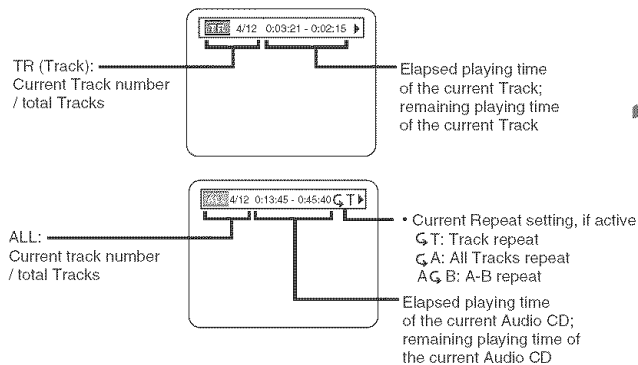 TR 4/12 0:03:21 - 0:02:15
TR (Track):
Current Track number
/ total Tracks
Elapsed playing time
of the current Track;
remaining playing time
of the current Track
ALL 4/12 0:13:45 - 0:45:40 T
ALL:
Current track number
/ total Tracks
• Current Repeat setting, if active
T: Track repeat
A: All Tracks repeat
A B: A-B repeat
Elapsed playing time
of the current Audio CD;
remaining playing time of
the current Audio CD